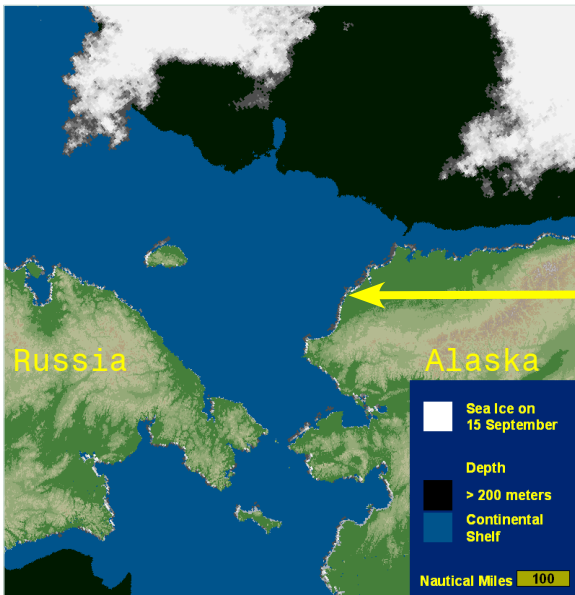 Russia
Alaska
Sea Ice on
15 September
Depth
> 200 meters
Continental
Shelf
Nautical Miles 100